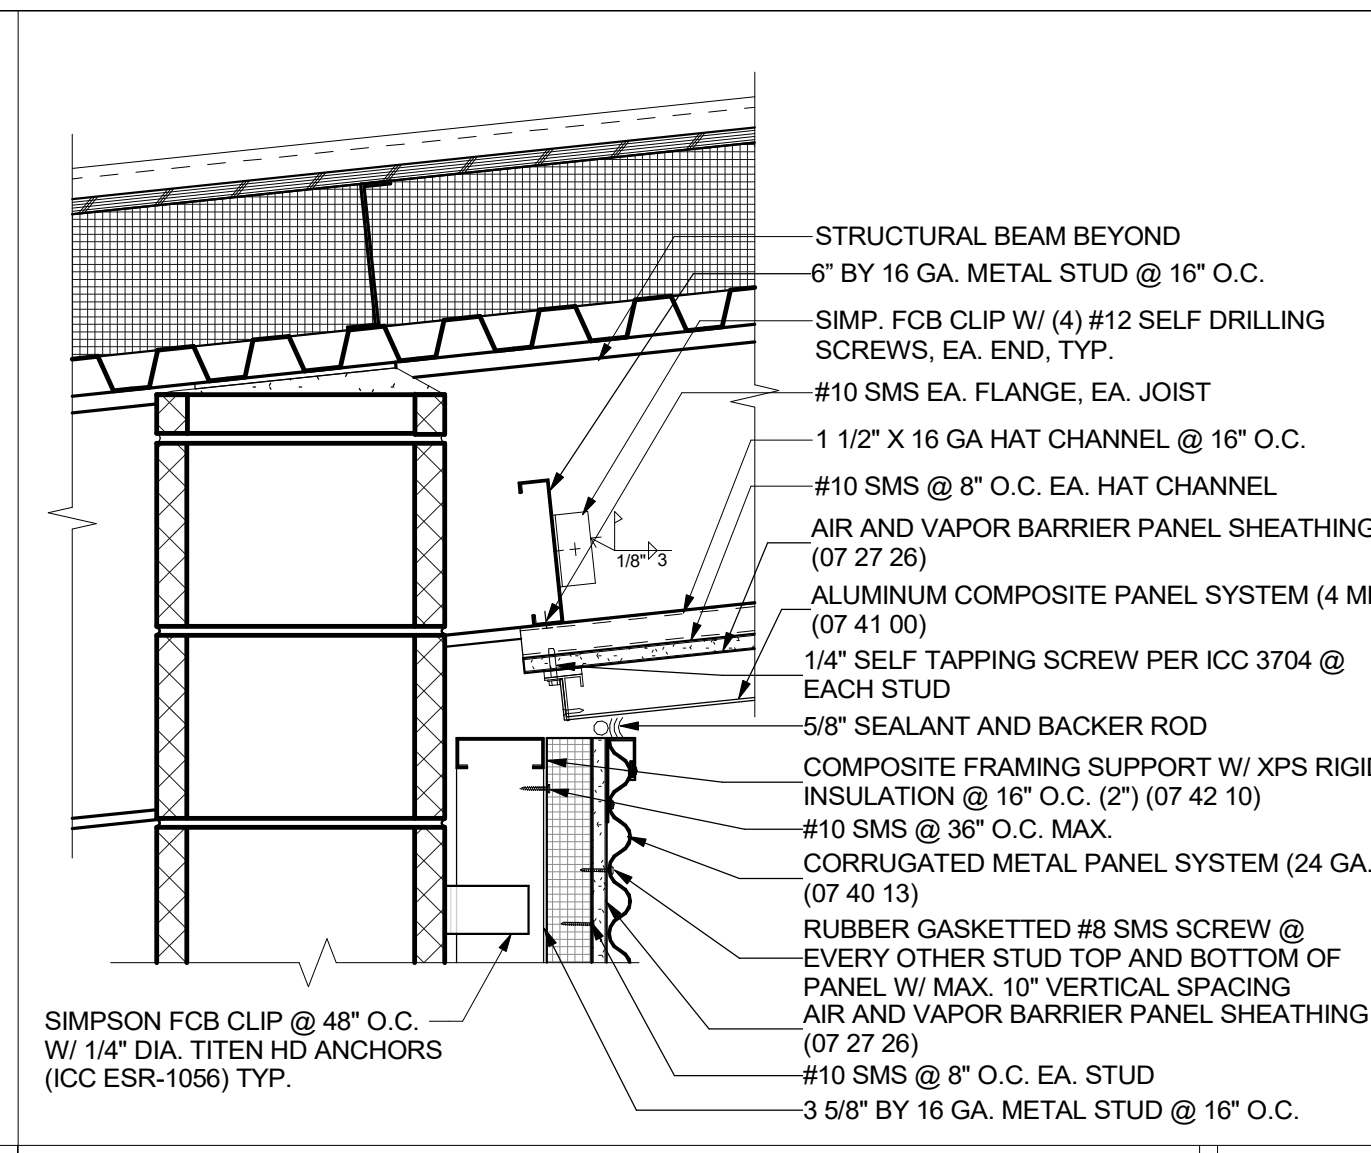 STRUCTURAL BEAM BEYOND
6” BY 16 GA. METAL STUD @ 16" O.C.
SIMP. FCB CLIP W/ (4) #12 SELF DRILLING
SCREWS, EA. END, TYP.
#10 SMS EA. FLANGE, EA. JOIST
1 1/2" X 16 GA HAT CHANNEL @ 16" O.C.
#10 SMS @ 8" O.C. EA. HAT CHANNEL
AIR AND VAPOR BARRIER PANEL SHEATHING
(07 27 26)
1/8" 3
ALUMINUM COMPOSITE PANEL SYSTEM (4
(07 41 00)
1/4" SELF TAPPING SCREW PER ICC 3704 @
EACH STUD
5/8" SEALANT AND BACKER ROD
COMPOSITE FRAMING SUPPORT W/ XPS RIGID
INSULATION @ 16" O.C. (2") (07 42 10)
#10 SMS @ 36" O.C. MAX.
CORRUGATED METAL PANEL SYSTEM (24 GA.
(07 40 13)
RUBBER GASKETTED #8 SMS SCREW @
EVERY OTHER STUD TOP AND BOTTOM OF
PANEL W/ MAX. 10" VERTICAL SPACING
AIR AND VAPOR BARRIER PANEL SHEATHING
(07 27 26)
#10 SMS @ 8" O.C. EA. STUD
3 5/8" BY 16 GA. METAL STUD @ 16" O.C.
SIMPSON FCB CLIP @ 48" O.C.
W/ 1/4" DIA. TITEN HD ANCHORS
(ICC ESR-1056) TYP.